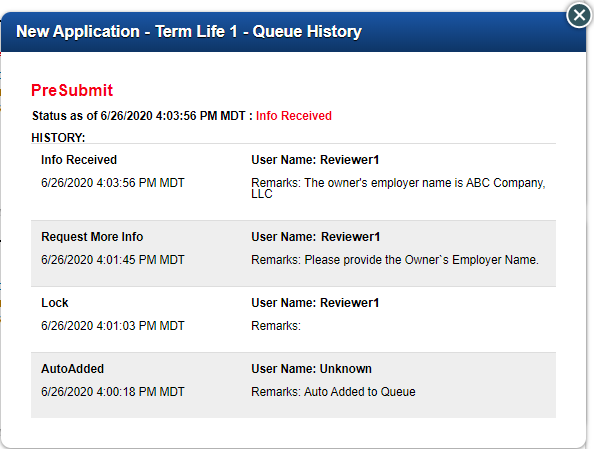 New Application - Term Life 1 - Queue History
PreSubmit
Status as of 6/26/2020 4:03:56 PM MDT : Info Received
HISTORY:
Info Received User Name: Reviewer1
6/26/2020 4:03:56 PM MDT Remarks: The owner's employer name is ABC Company,
LLC
Request More Info User Name: Reviewer1
6/26/2020 4:01:45 PM MDT Remarks: Please provide the Owner`s Employer Name.
Lock User Name: Reviewer1
6/26/2020 4:01:03 PM MDT Remarks:
AutoAdded User Name: Unknown
6/26/2020 4:00:18 PM MDT Remarks: Auto Added to Queue